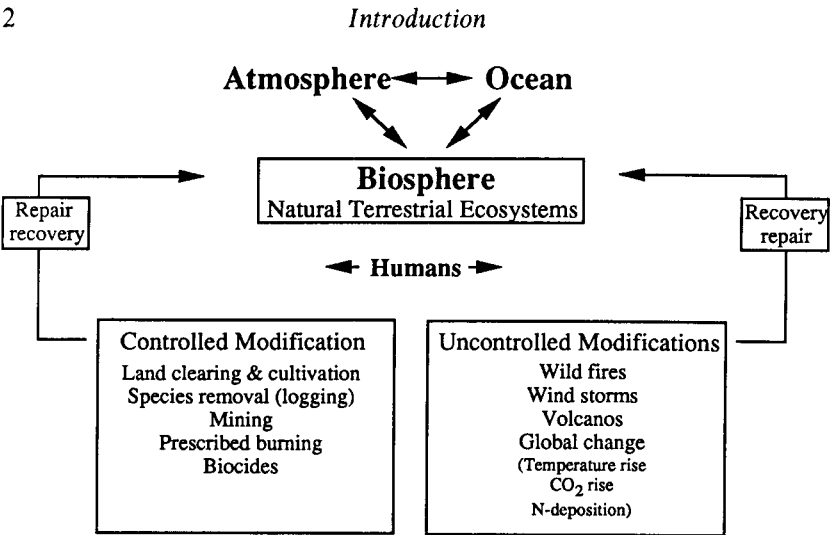 2
Introduction
Atmosphere Ocean
Biosphere
Natural Terrestrial Ecosystems
Repair
recovery
Recovery
repair
Humans
Controlled Modification
Land clearing & cultivation
Species removal (logging)
Mining
Prescribed burning
Biocides
Uncontrolled Modifications
Wild fires
Wind storms
Volcanos
Global change
(Temperature rise
CO2 rise
N-deposition)